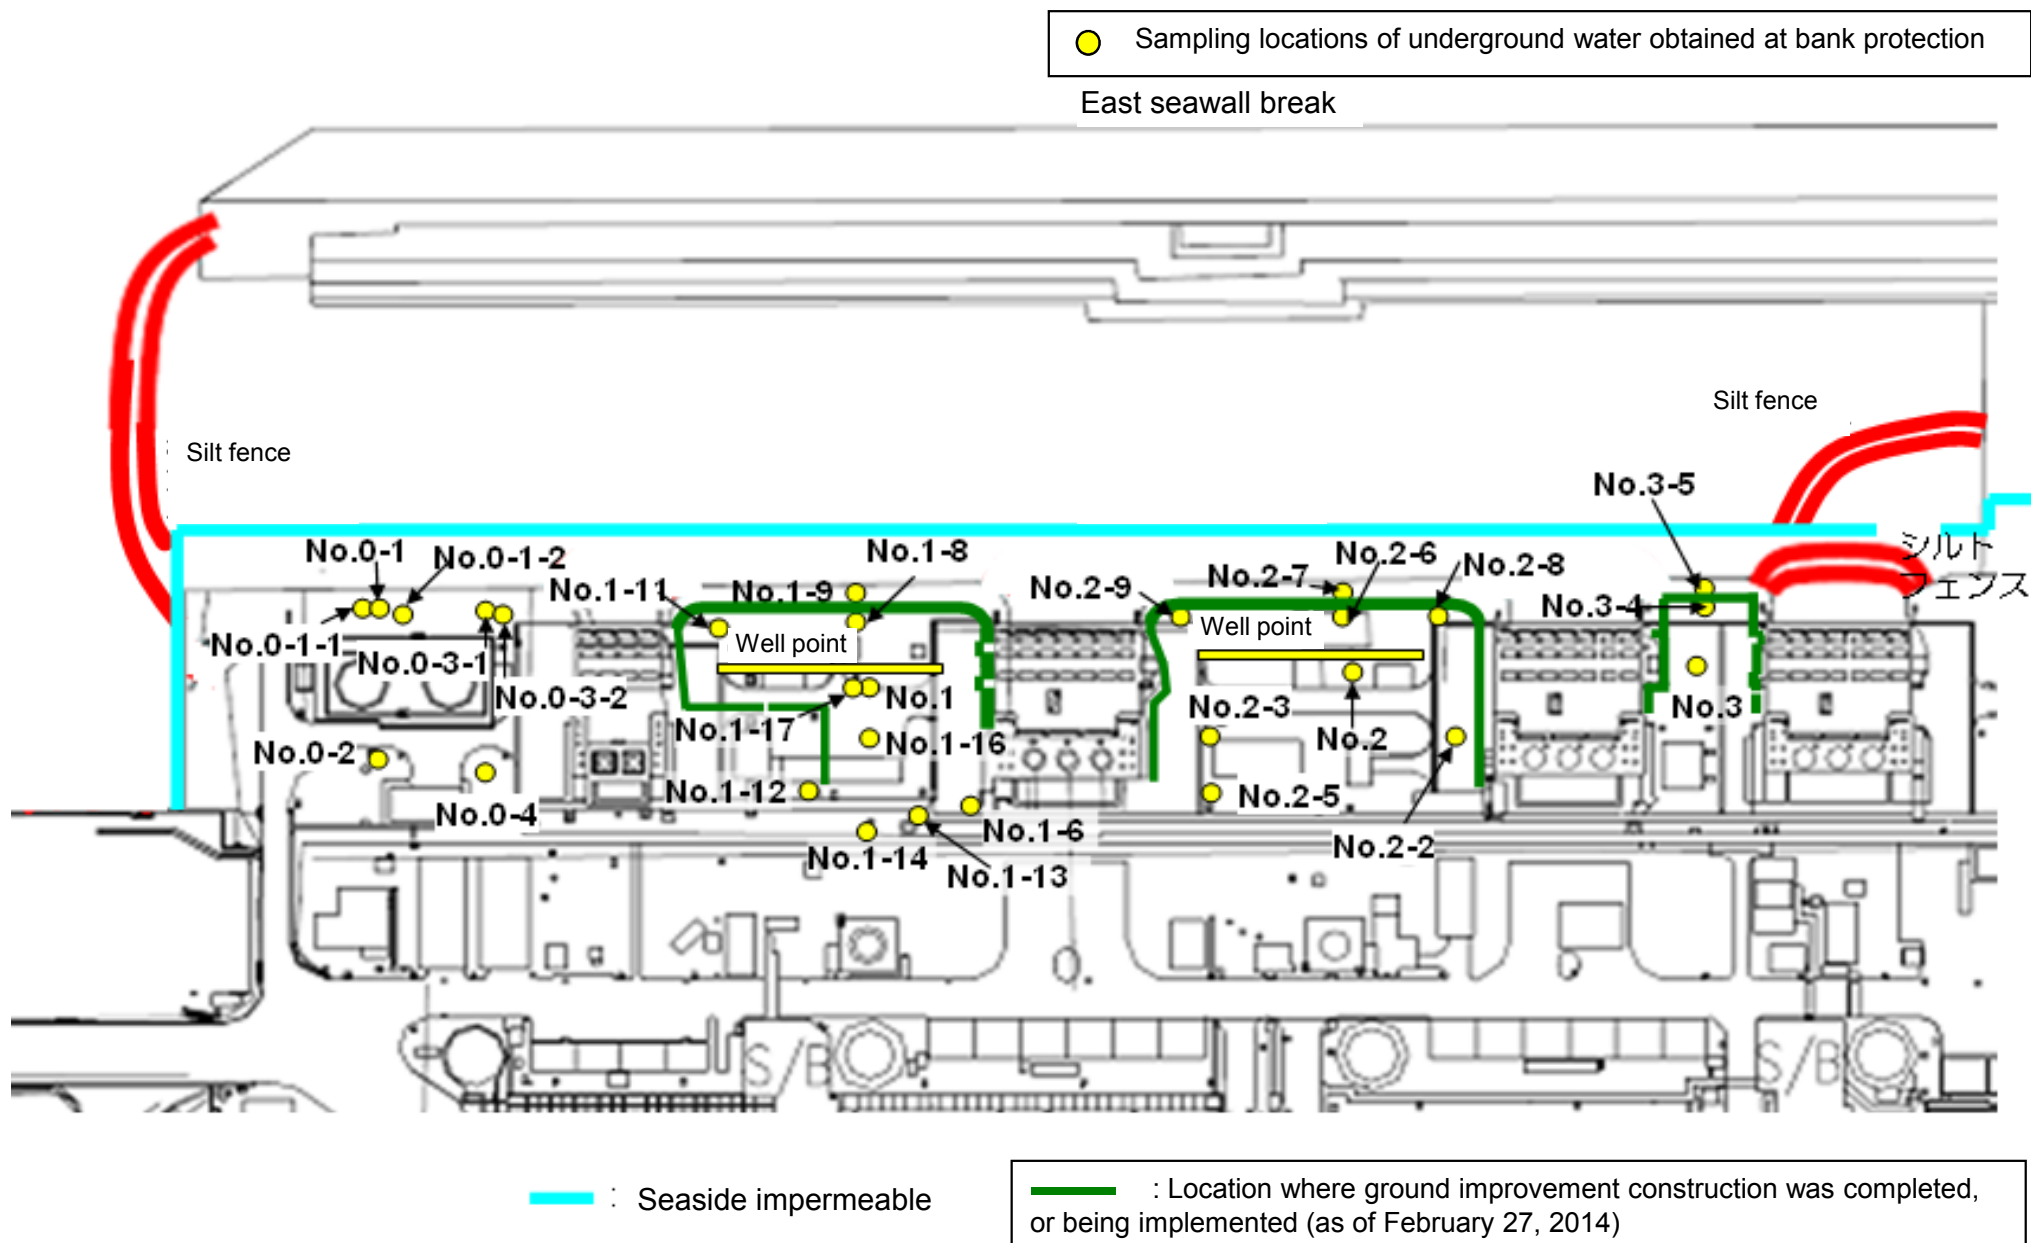 Sampling locations of underground water obtained at bank protection
East seawall break
Silt fence
Silt fence
No.3-5
シルト
フェンス
No.0-1
No.0-1-2
No.1-8
No.2-6
No.2-8
No.1-11
No.1-9
No.2-9
No.2-7
No.3-4
No.0-1-1
No.0-3-1
Well point
Well point
No.0-3-2
No.1
No.2-3
No.3
No.1-17
No.1-16
No.2
No.0-2
No.1-12
No.2-5
No.0-4
No.1-6
No.2-2
No.1-14
No.1-13
S/B
S/B
: Seaside impermeable
: Location where ground improvement construction was completed,
or being implemented (as of February 27, 2014)